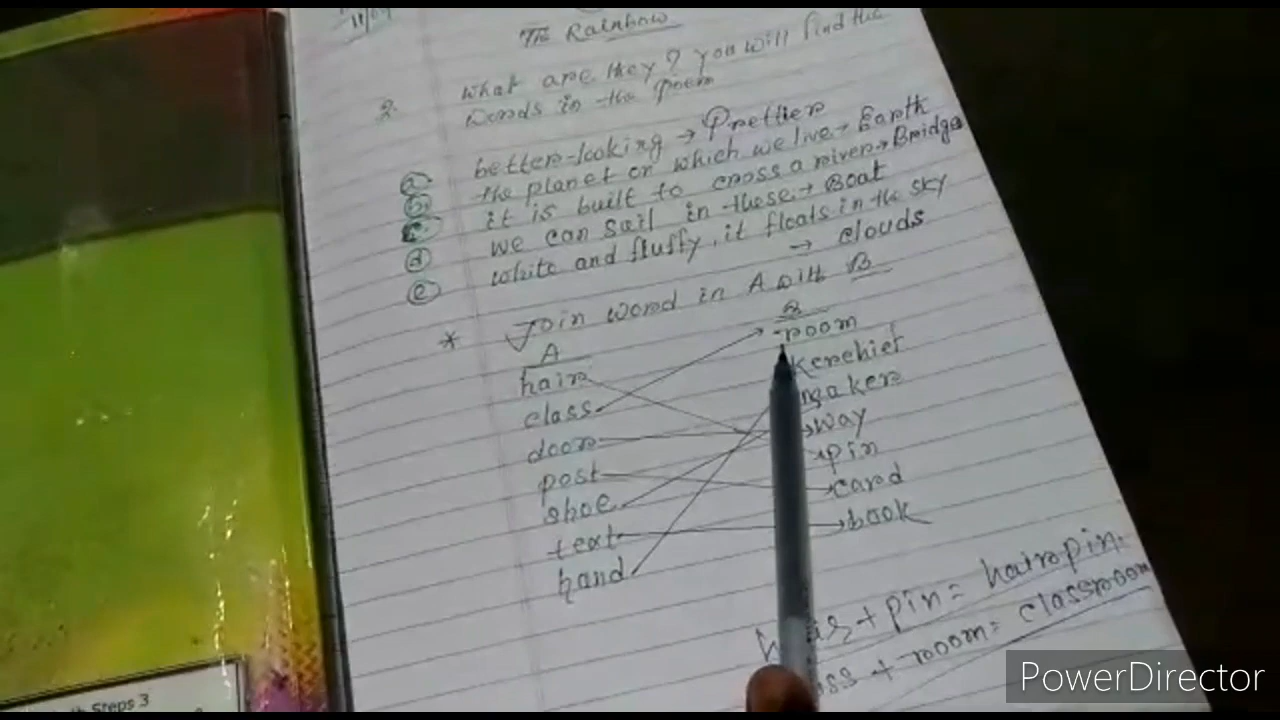 11/04
The Rainbow
2. What are they? you will find the
words in the poem
a better-looking → Prettier
b the planet on which we live → Earth
c. it is built to cross a river → Bridge
d we can sail in these → Boat
e white and fluffy, it floats in the sky
→ clouds
* Join word in A with B
A B
hair room
class kerchief
door maker
post way
shoe pin
text card
hand book
+ pin = hairpin.
+ room = classroom
Steps 3
PowerDirector